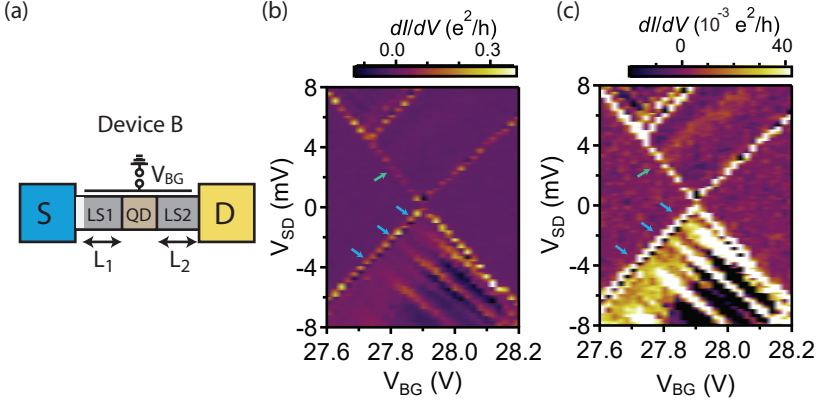 (a)
Device B
V_BG
S
LS1
QD
LS2
D
L_1
L_2
(b)
dI/dV (e²/h)
0.0
0.3
8
4
0
-4
-8
V_SD (mV)
27.6
27.8
28.0
28.2
V_BG (V)
(c)
dI/dV (10⁻³ e²/h)
0
40
8
4
0
-4
-8
V_SD (mV)
27.6
27.8
28.0
28.2
V_BG (V)